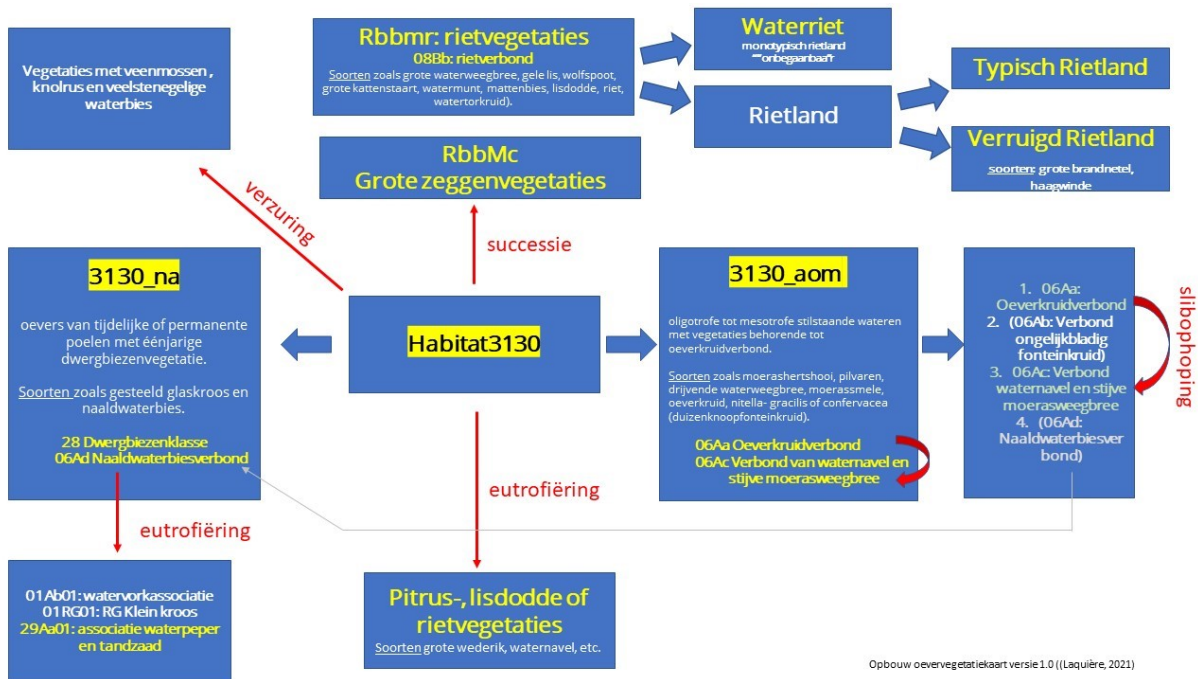 Vegetaties met veenmossen ,
knolrus en veelstenegelige
waterbies
Rbbmr: rietvegetaties
08Bb: rietverbond
Soorten zoals grote waterweegbree, gele lis, wolfspoot,
grote kattenstaart, watermunt, mattenbies, lisdodde, riet,
watertorkruid).
Waterriet
monotypisch rietland
""onbegaanbaa"r
Rietland
Typisch Rietland
Verruigd Rietland
soorten: grote brandnetel,
haagwinde
RbbMc
Grote zeggenvegetaties
verzuring
successie
3130_na
oevers van tijdelijke of permanente
poelen met éénjarige
dwergbiezenvegetatie.
Soorten zoals gesteeld glaskroos en
naaldwaterbies.
28 Dwergbiezenklasse
06Ad Naaldwaterbiesverbond
Habitat3130
3130_aom
oligotrofe tot mesotrofe stilstaande wateren
met vegetaties behorende tot
oeverkruidverbond.
Soorten zoals moerashertshooi, pilvaren,
drijvende waterweegbree, moerassmele,
oeverkruid, nitella- gracilis of confervacea
(duizenknoopfonteinkruid).
06Aa Oeverkruidverbond
06Ac Verbond van waternavel en
stijve moerasweegbree
1. 06Aa:
Oeverkruidverbond
2. (06Ab: Verbond
ongelijkbladig
fonteinkruid)
3. 06Ac: Verbond
waternavel en stijve
moerasweegbree
4. (06Ad:
Naaldwaterbiesver
bond)
slibophoping
eutrofiëring
eutrofiëring
01Ab01: watervorkassociatie
01RG01: RG Klein kroos
29Aa01: associatie waterpeper
en tandzaad
Pitrus-, lisdodde of
rietvegetaties
Soorten grote wederik, waternavel, etc.
Opbouw oevervegetatiekaart versie 1.0 ((Laquière, 2021)